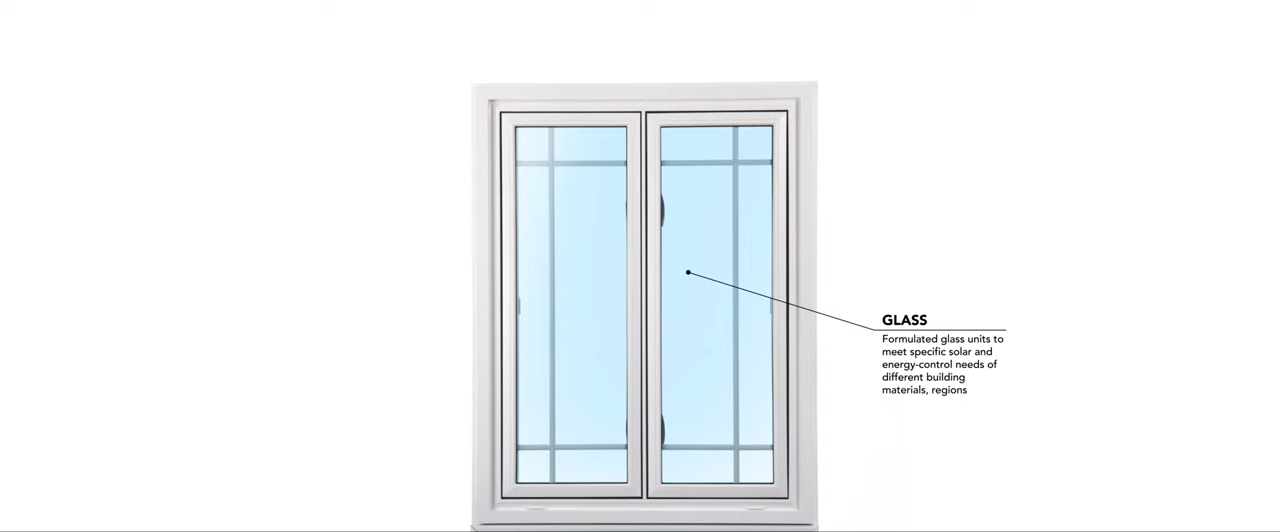 GLASS
Formulated glass units to
meet specific solar and
energy-control needs of
different building
materials, regions